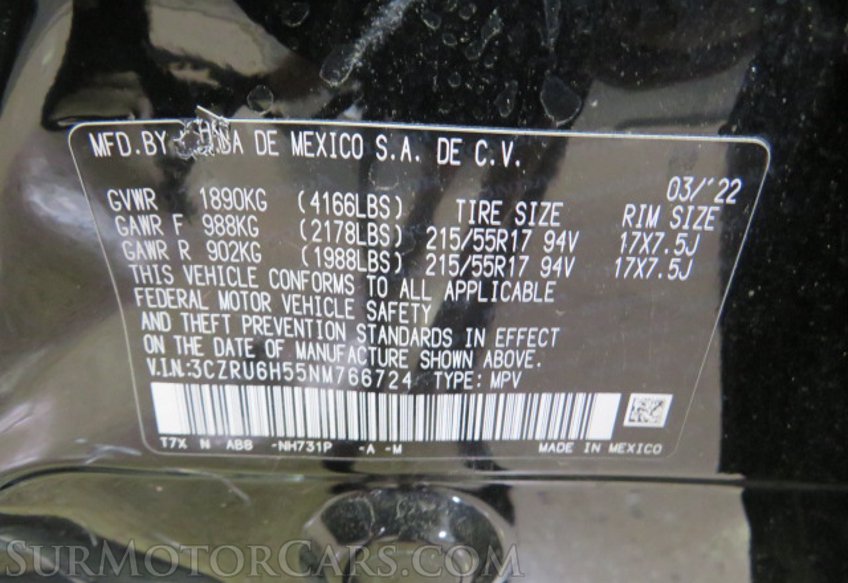 MFD.BY DE MEXICO S.A. DE C.V.
03/'22
GVWR 1890KG (4166LBS) TIRE SIZE RIM SIZE
GAWR F 988KG (2178LBS) 215/55R17 94V 17X7.5J
GAWR R 902KG (1988LBS) 215/55R17 94V 17X7.5J
THIS VEHICLE CONFORMS TO ALL APPLICABLE
FEDERAL MOTOR VEHICLE SAFETY
AND THEFT PREVENTION STANDARDS IN EFFECT
ON THE DATE OF MANUFACTURE SHOWN ABOVE.
V.I.N.:3CZRU6H55NM766724 TYPE: MPV
T7X N AB8 -NH731P -A -M MADE IN MEXICO
SURMOTORCARS.COM